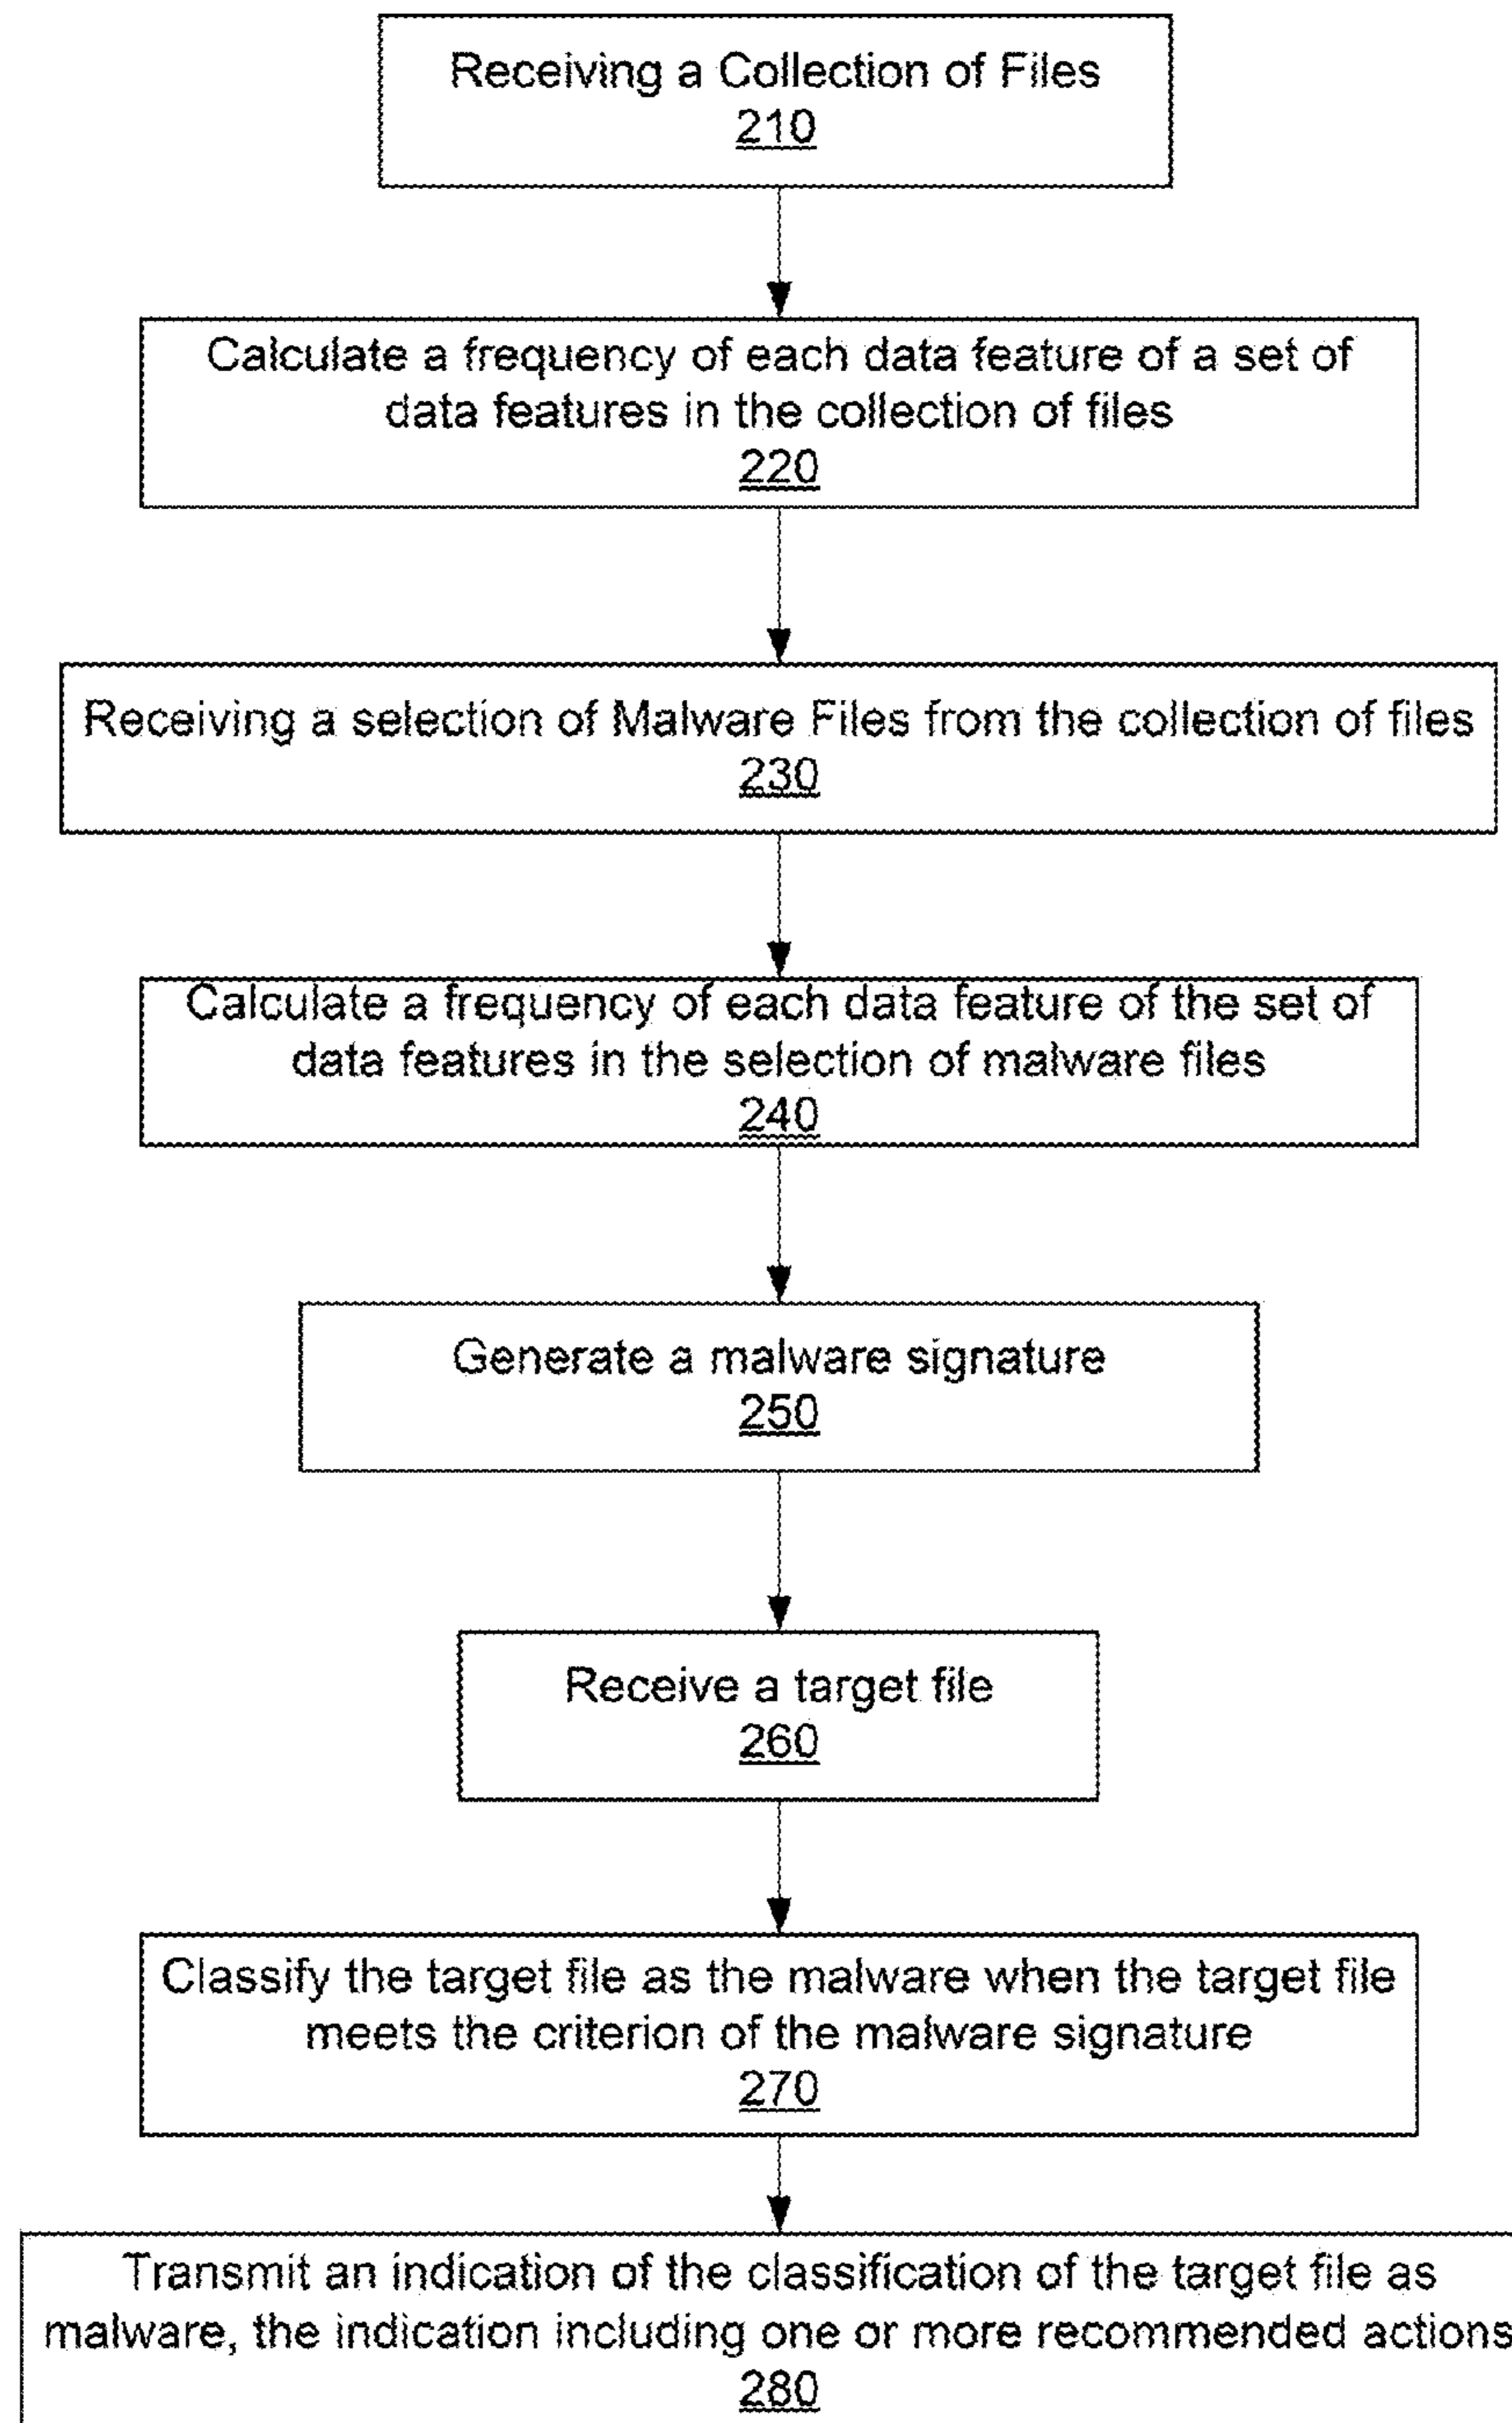 Receiving a Collection of Files
210
Calculate a frequency of each data feature of a set of
data features in the collection of files
220
Receiving a selection of Malware Files from the collection of files
230
Calculate a frequency of each data feature of the set of
data features in the selection of malware files
240
Generate a malware signature
250
Receive a target file
260
Classify the target file as the malware when the target file
meets the criterion of the malware signature
270
Transmit an indication of the classification of the target file as
malware, the indication including one or more recommended actions
280